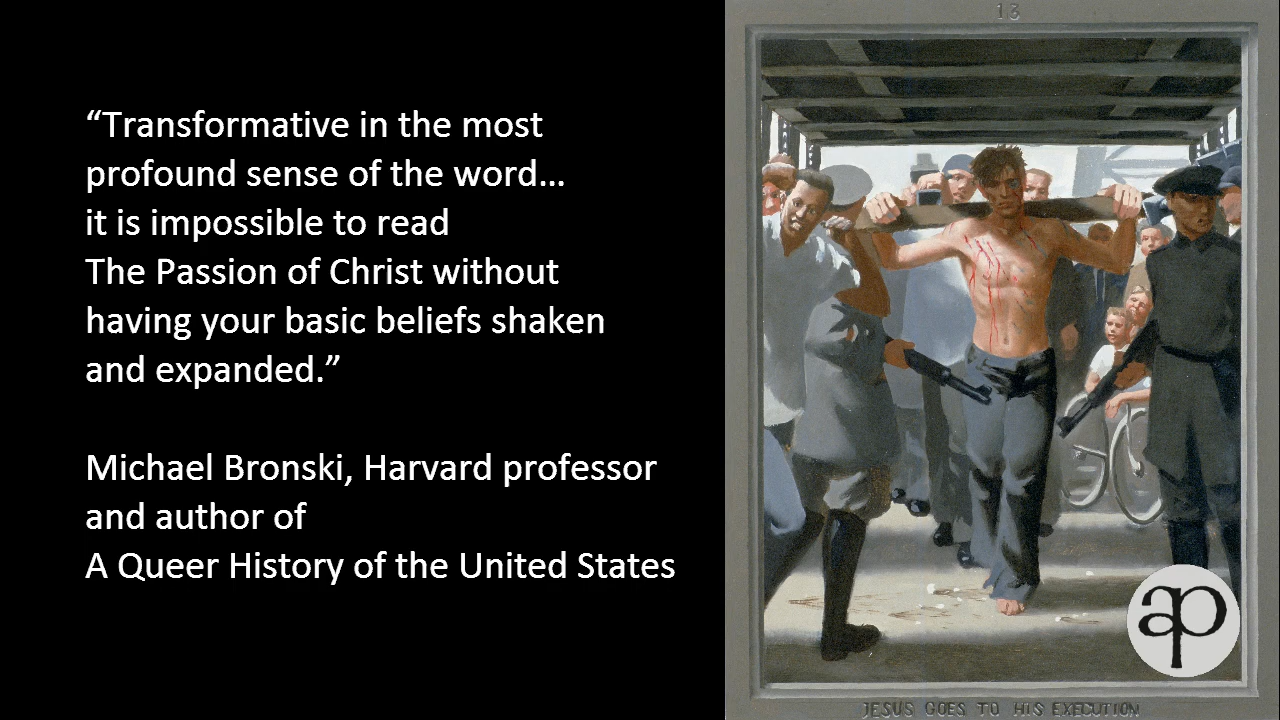 “Transformative in the most
profound sense of the word...
it is impossible to read
The Passion of Christ without
having your basic beliefs shaken
and expanded.”
Michael Bronski, Harvard professor
and author of
A Queer History of the United States
13
ap
JESUS GOES TO HIS EXECUTION